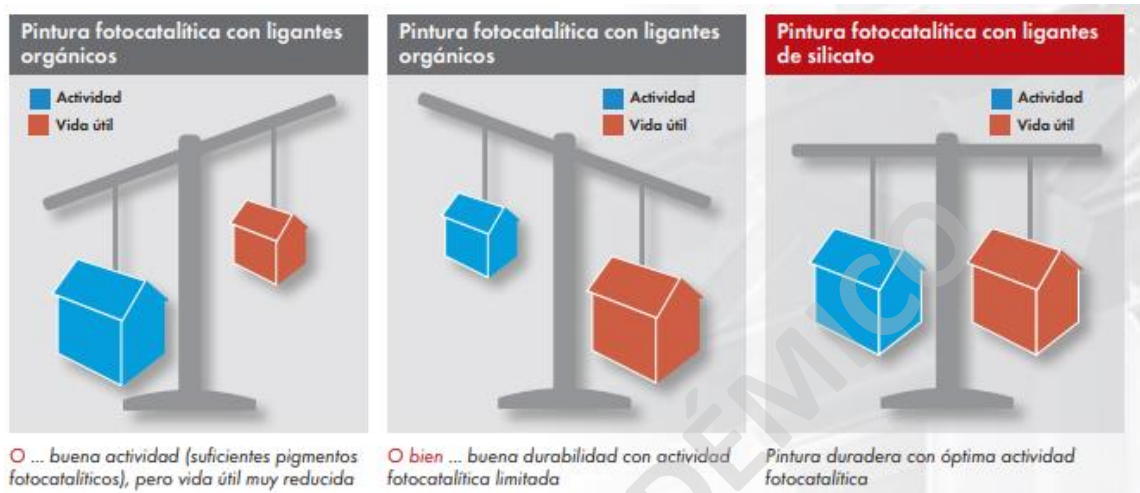 Pintura fotocatalítica con ligantes
orgánicos
Actividad
Vida útil
O ... buena actividad (suficientes pigmentos
fotocatalíticos), pero vida útil muy reducida
Pintura fotocatalítica con ligantes
orgánicos
Actividad
Vida útil
O bien ... buena durabilidad con actividad
fotocatalítica limitada
Pintura fotocatalítica con ligantes
de silicato
Actividad
Vida útil
Pintura duradera con óptima actividad
fotocatalítica
DÉMICO